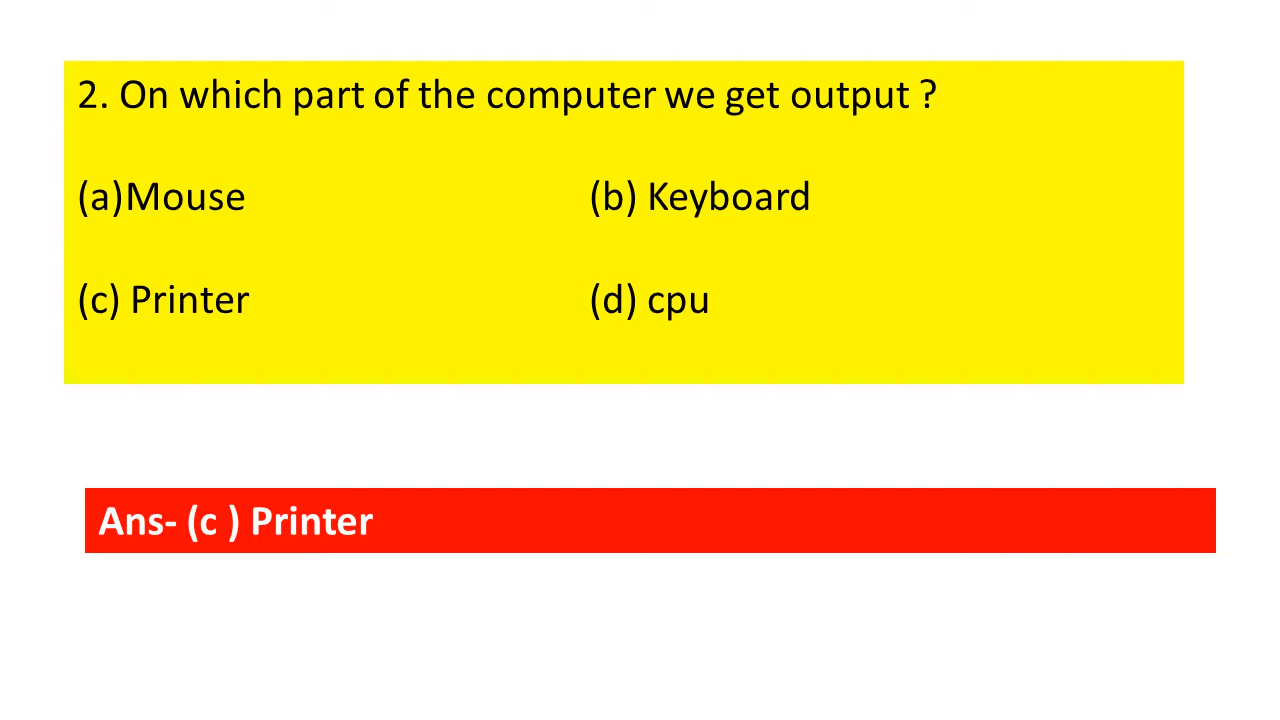 2. On which part of the computer we get output ?
(a)Mouse (b) Keyboard
(c) Printer (d) cpu
Ans- (c ) Printer